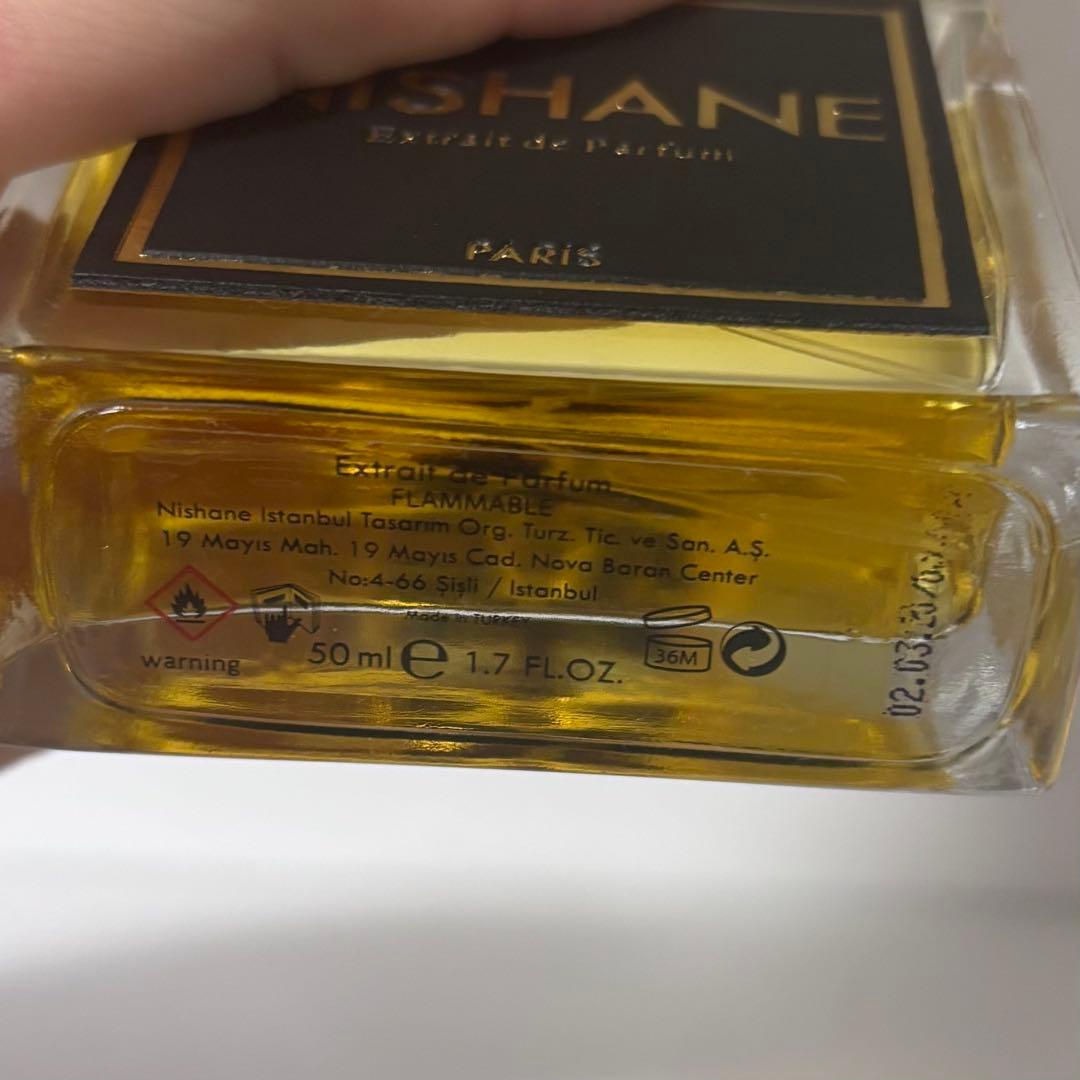 NISHANE
Extrait de Parfum
PARİS
Extrait de Parfum
FLAMMABLE
Nishane Istanbul Tasarım Org. Turz. Tic. ve San. A.Ş.
19 Mayıs Mah. 19 Mayıs Cad. Nova Baran Center
No:4-66 Şişli / Istanbul
Made in TURKEY
warning
50 ml e 1.7 FL.OZ.
36M